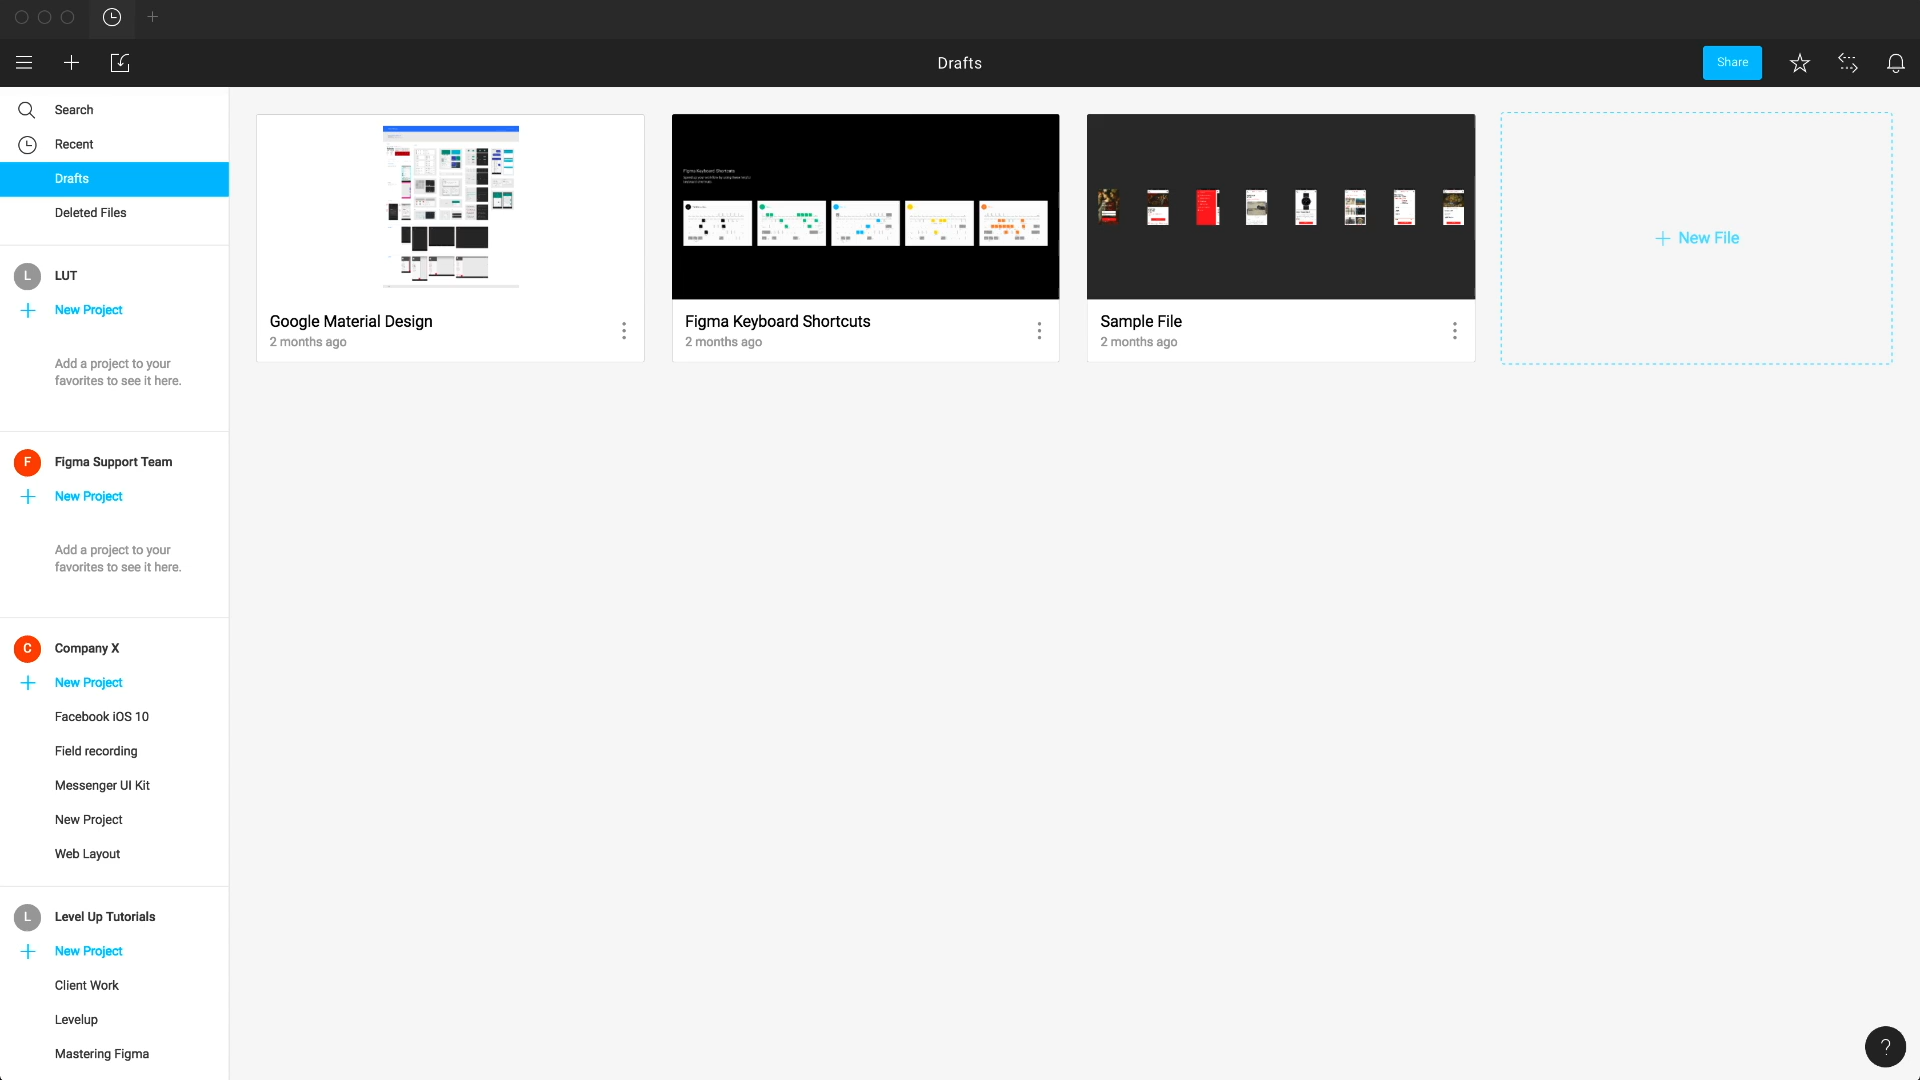 Drafts
Share
Search
Recent
Drafts
Deleted Files
L LUT
New Project
Add a project to your
favorites to see it here.
F Figma Support Team
New Project
Add a project to your
favorites to see it here.
C Company X
New Project
Facebook iOS 10
Field recording
Messenger UI Kit
New Project
Web Layout
L Level Up Tutorials
New Project
Client Work
Levelup
Mastering Figma
Google Material Design
2 months ago
Figma Keyboard Shortcuts
Figma Keyboard Shortcuts
2 months ago
Sample File
2 months ago
New File
?